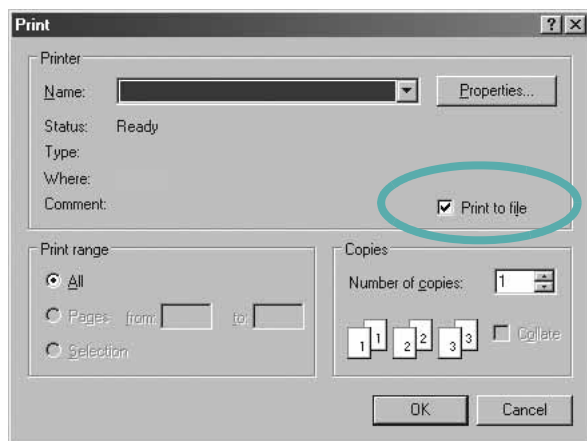 Print
Printer
Name:
Properties...
Status: Ready
Type:
Where:
Comment:
Print to file
Print range
All
Pages from: to:
Selection
Copies
Number of copies: 1
1 1 2 2 3 3
Collate
OK Cancel